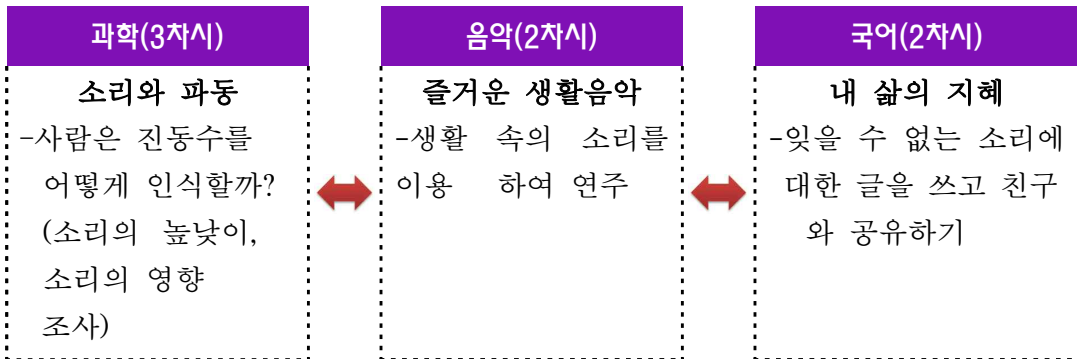 과학(3차시)
소리와 파동
-사람은 진동수를
어떻게 인식할까?
(소리의 높낮이,
소리의 영향
조사)
음악(2차시)
즐거운 생활음악
-생활 속의 소리를
이용 하여 연주
국어(2차시)
내 삶의 지혜
-잊을 수 없는 소리에
대한 글을 쓰고 친구
와 공유하기